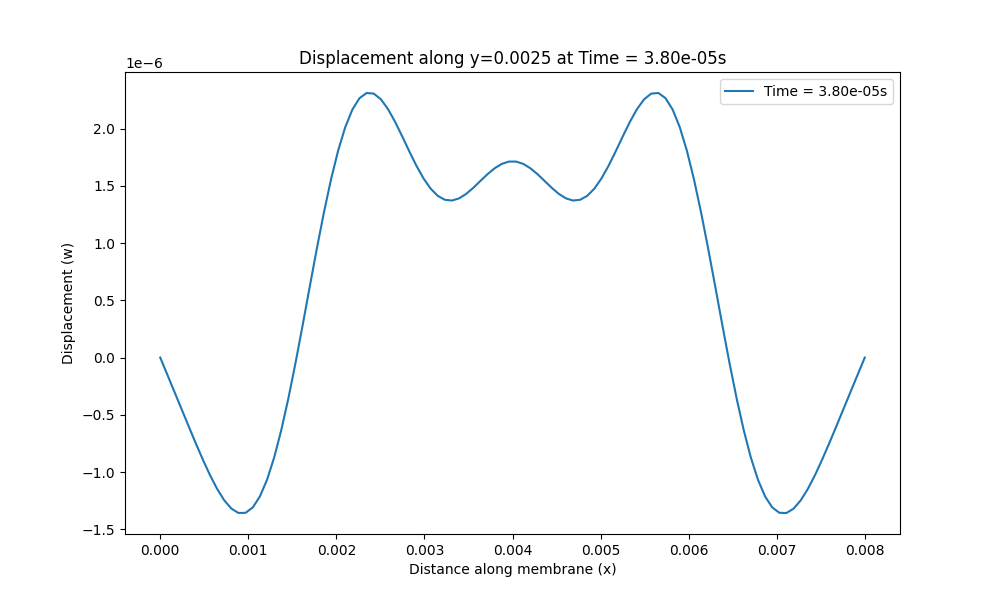 Displacement along y=0.0025 at Time = 3.80e-05s
1e−6
Time = 3.80e-05s
2.0
1.5
1.0
0.5
0.0
−0.5
−1.0
−1.5
Displacement (w)
0.000 0.001 0.002 0.003 0.004 0.005 0.006 0.007 0.008
Distance along membrane (x)